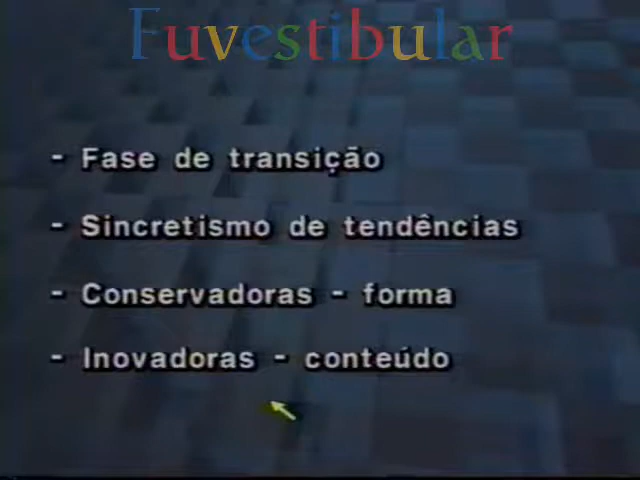 Fuvestibular
- Fase de transição
- Sincretismo de tendências
- Conservadoras - forma
- Inovadoras - conteúdo